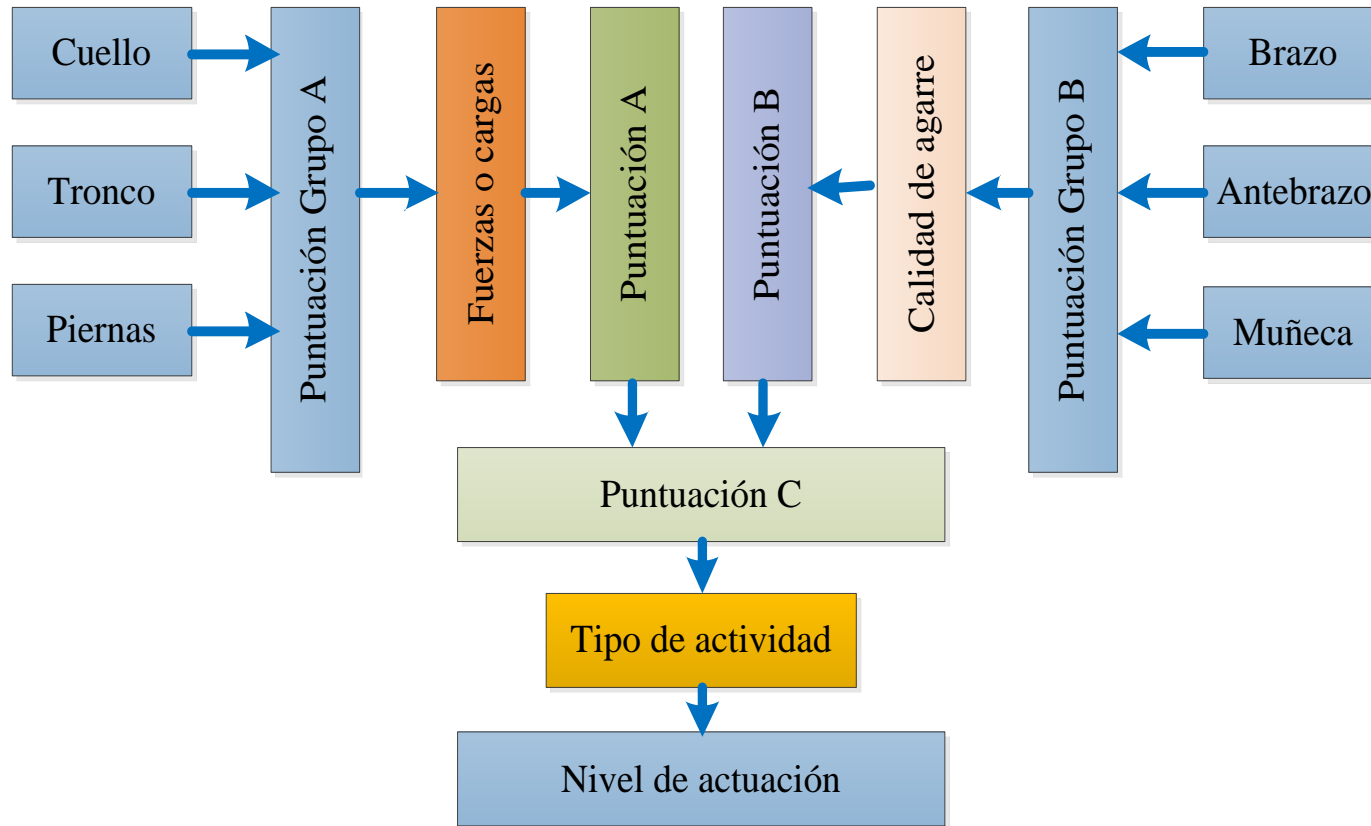 Cuello
Tronco
Piernas
Puntuación Grupo A
Fuerzas o cargas
Puntuación A
Puntuación B
Calidad de agarre
Puntuación Grupo B
Brazo
Antebrazo
Muñeca
Puntuación C
Tipo de actividad
Nivel de actuación